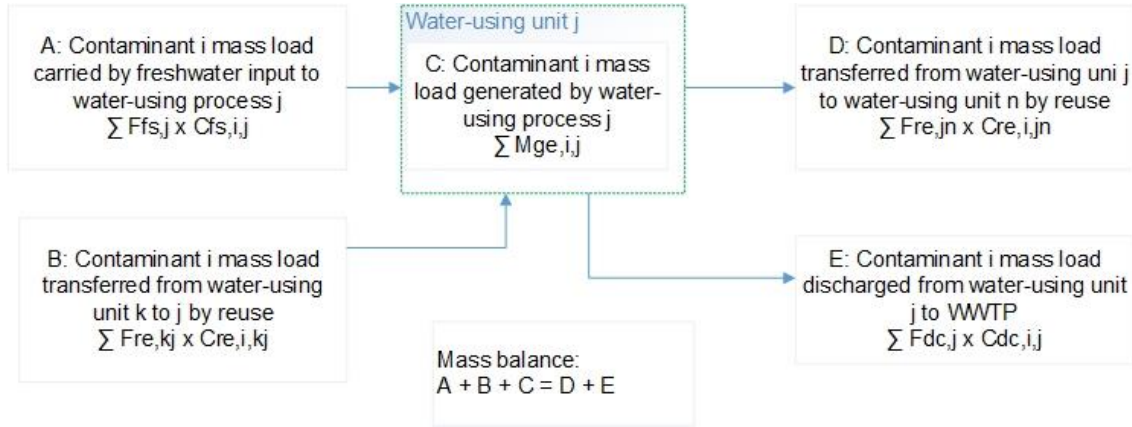 Water-using unit j
A: Contaminant i mass load
carried by freshwater input to
water-using process j
∑ Ffs,j x Cfs,i,j
C: Contaminant i mass
load generated by water-
using process j
∑ Mge,i,j
D: Contaminant i mass load
transferred from water-using uni j
to water-using unit n by reuse
∑ Fre,jn x Cre,i,jn
B: Contaminant i mass load
transferred from water-using
unit k to j by reuse
∑ Fre,kj x Cre,i,kj
E: Contaminant i mass load
discharged from water-using unit
j to WWTP
∑ Fdc,j x Cdc,i,j
Mass balance:
A + B + C = D + E